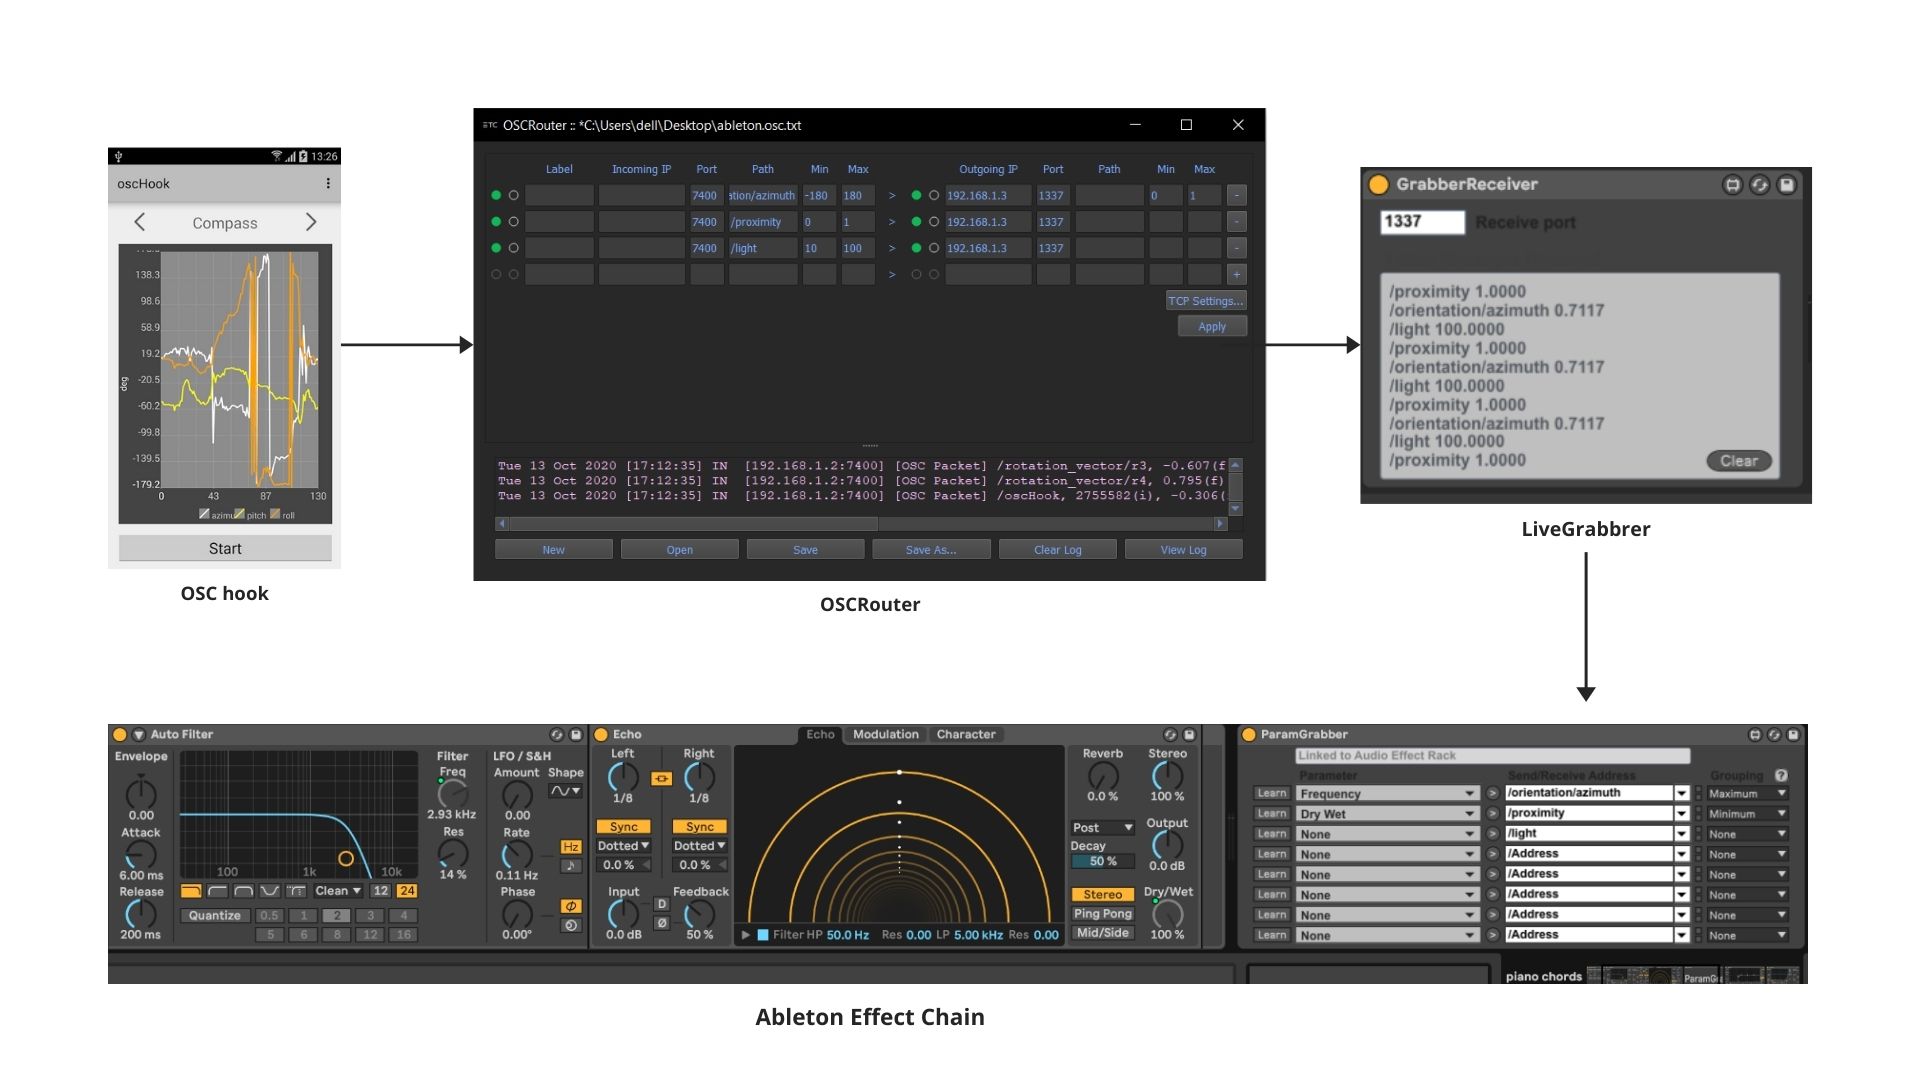 13:26
oscHook
Compass
138.3
98.6
58.9
19.2
-20.5
-60.2
-99.8
-139.5
-179.2
deg
0 43 87 130
azimu pitch roll
Start
OSC hook
ETC OSCRouter :: *C:\Users\dell\Desktop\ableton.osc.txt
Label Incoming IP Port Path Min Max Outgoing IP Port Path Min Max
7400 ation/azimuth -180 180 > 192.168.1.3 1337 0 1 -
7400 /proximity 0 1 > 192.168.1.3 1337 -
7400 /light 10 100 > 192.168.1.3 1337 -
> +
TCP Settings...
Apply
Tue 13 Oct 2020 [17:12:35] IN [192.168.1.2:7400] [OSC Packet] /rotation_vector/r3, -0.607(f
Tue 13 Oct 2020 [17:12:35] IN [192.168.1.2:7400] [OSC Packet] /rotation_vector/r4, 0.795(f)
Tue 13 Oct 2020 [17:12:35] IN [192.168.1.2:7400] [OSC Packet] /oscHook, 2755582(i), -0.306(
New Open Save Save As... Clear Log View Log
OSCRouter
GrabberReceiver
1337 Receive port
/proximity 1.0000
/orientation/azimuth 0.7117
/light 100.0000
/proximity 1.0000
/orientation/azimuth 0.7117
/light 100.0000
/proximity 1.0000
/orientation/azimuth 0.7117
/light 100.0000
/proximity 1.0000
Clear
LiveGrabbrer
Auto Filter
Envelope
0.00
Attack
6.00 ms
Release
200 ms
100 1k 10k
Clean 12 24
Quantize 0.5 1 2 3 4
5 6 8 12 16
Filter
Freq
2.93 kHz
Res
14 %
LFO / S&H
Amount Shape
0.00
Rate
Hz
0.11 Hz
Phase
0.00°
Echo
Left Right
1/8 1/8
Sync Sync
Dotted Dotted
0.0 % 0.0 %
Input Feedback
D
Ø
0.0 dB 50 %
Echo Modulation Character
Filter HP 50.0 Hz Res 0.00 LP 5.00 kHz Res 0.00
Reverb Stereo
0.0 % 100 %
Post Output
Decay
50 % 0.0 dB
Stereo Dry/Wet
Ping Pong
Mid/Side 100 %
ParamGrabber
Linked to Audio Effect Rack
Parameter Send/Receive Address Grouping ?
Learn Frequency > /orientation/azimuth Maximum
Learn Dry Wet > /proximity Minimum
Learn None > /light None
Learn None > /Address None
Learn None > /Address None
Learn None > /Address None
Learn None > /Address None
Learn None > /Address None
piano chords ParamG
Ableton Effect Chain